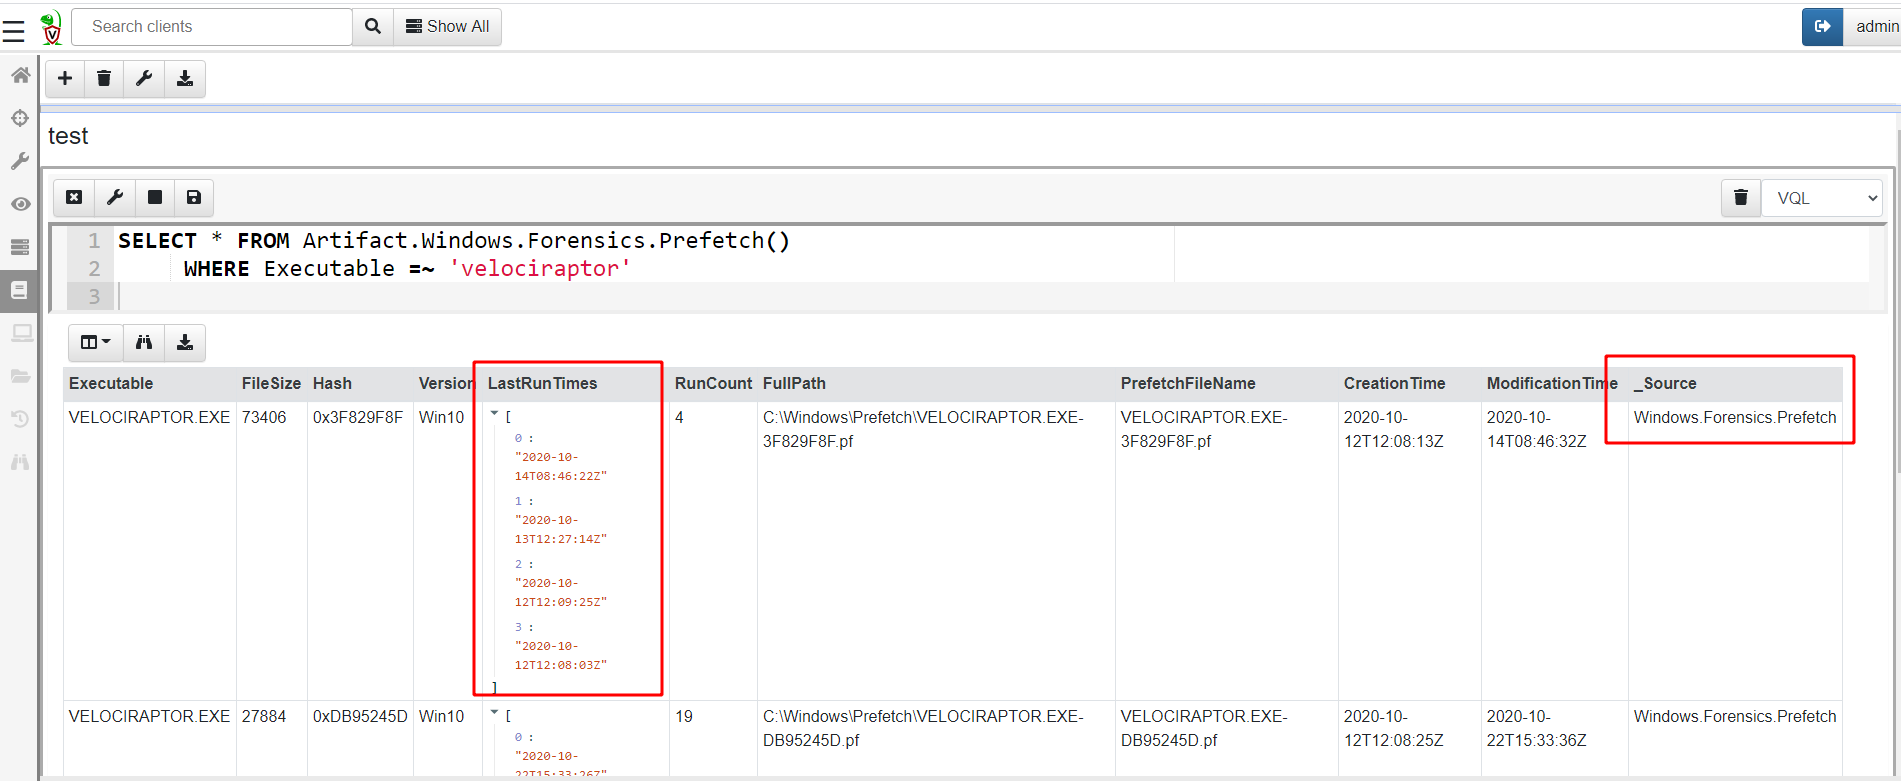 Search clients
Show All
admin
test
VQL
1 SELECT * FROM Artifact.Windows.Forensics.Prefetch()
2 WHERE Executable =~ 'velociraptor'
3
Executable FileSize Hash Version LastRunTimes RunCount FullPath PrefetchFileName CreationTime ModificationTime _Source
VELOCIRAPTOR.EXE 73406 0x3F829F8F Win10 [ 4 C:\Windows\Prefetch\VELOCIRAPTOR.EXE- VELOCIRAPTOR.EXE- 2020-10- 2020-10- Windows.Forensics.Prefetch
0 : 3F829F8F.pf 3F829F8F.pf 12T12:08:13Z 14T08:46:32Z
"2020-10-
14T08:46:22Z"
1 :
"2020-10-
13T12:27:14Z"
2 :
"2020-10-
12T12:09:25Z"
3 :
"2020-10-
12T12:08:03Z"
]
VELOCIRAPTOR.EXE 27884 0xDB95245D Win10 [ 19 C:\Windows\Prefetch\VELOCIRAPTOR.EXE- VELOCIRAPTOR.EXE- 2020-10- 2020-10- Windows.Forensics.Prefetch
0 : DB95245D.pf DB95245D.pf 12T12:08:25Z 22T15:33:36Z
"2020-10-
22T15:33:26Z"